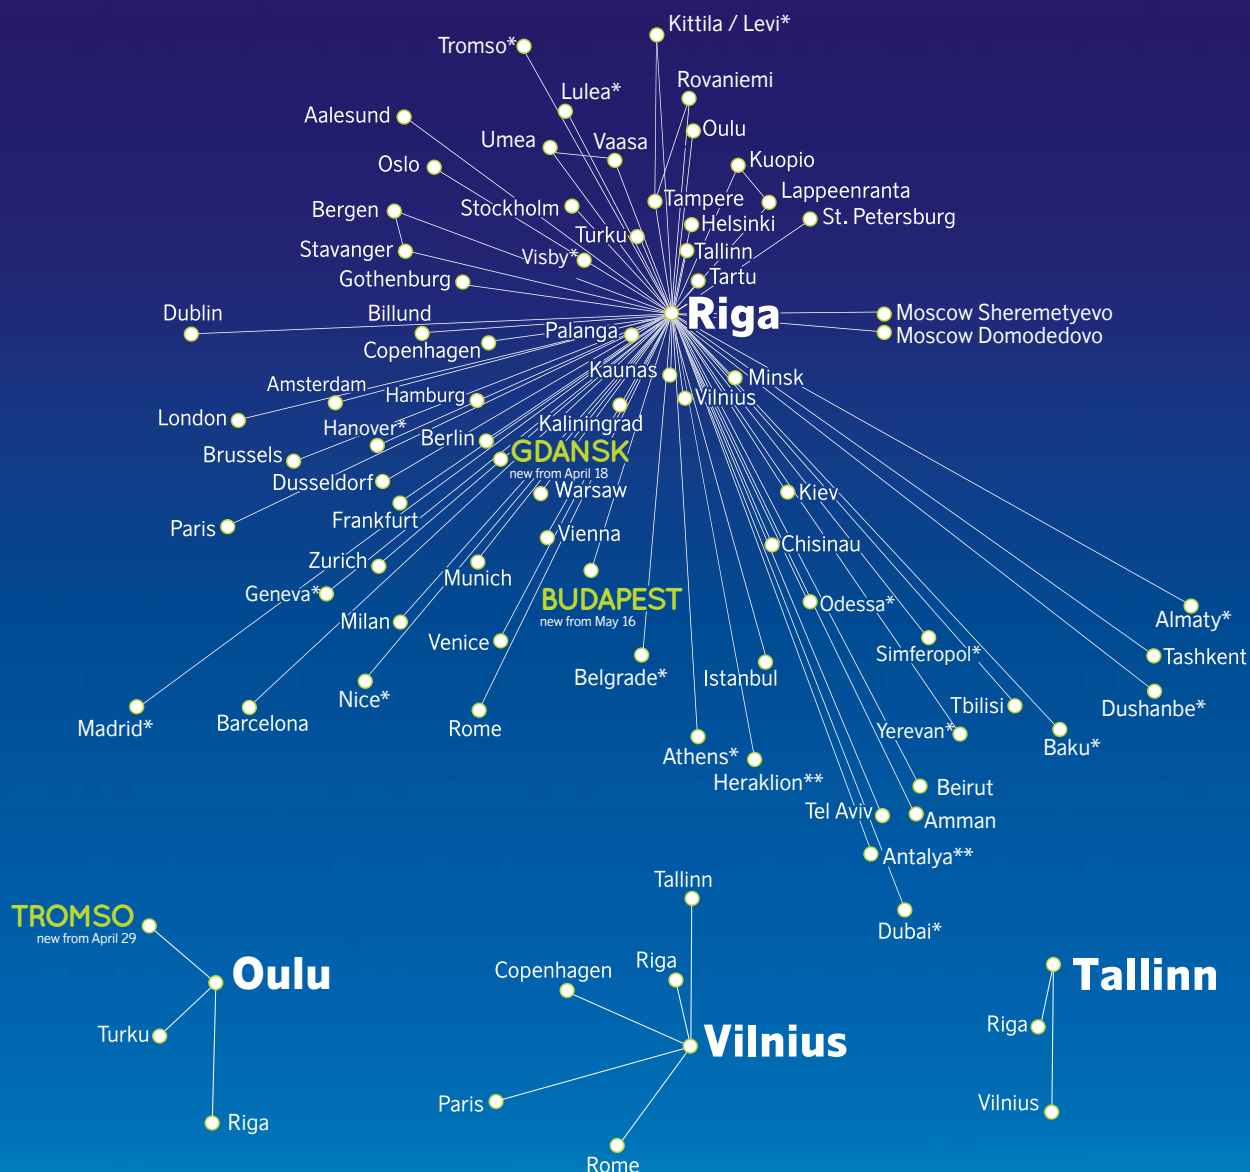 Kittila / Levi*
Tromso*
Rovaniemi
Lulea*
Aalesund
Oulu
Umea
Vaasa
Kuopio
Oslo
Lappeenranta
Tampere
Bergen
Stockholm
St. Petersburg
Helsinki
Turku
Stavanger
Tallinn
Visby*
Gothenburg
Tartu
Dublin
Billund
Riga
Moscow Sheremetyevo
Palanga
Moscow Domodedovo
Copenhagen
Kaunas
Minsk
Amsterdam
Hamburg
Vilnius
London
Kaliningrad
Hanover*
Berlin
Brussels
GDANSK
new from April 18
Dusseldorf
Warsaw
Kiev
Paris
Frankfurt
Vienna
Chisinau
Zurich
Munich
Geneva*
BUDAPEST
new from May 16
Odessa*
Almaty*
Milan
Venice
Simferopol*
Tashkent
Belgrade*
Istanbul
Nice*
Tbilisi
Dushanbe*
Madrid*
Barcelona
Rome
Yerevan*
Baku*
Athens*
Heraklion**
Beirut
Tel Aviv
Amman
Antalya**
Dubai*
TROMSO
new from April 29
Oulu
Turku
Riga
Tallinn
Riga
Copenhagen
Vilnius
Paris
Rome
Tallinn
Riga
Vilnius